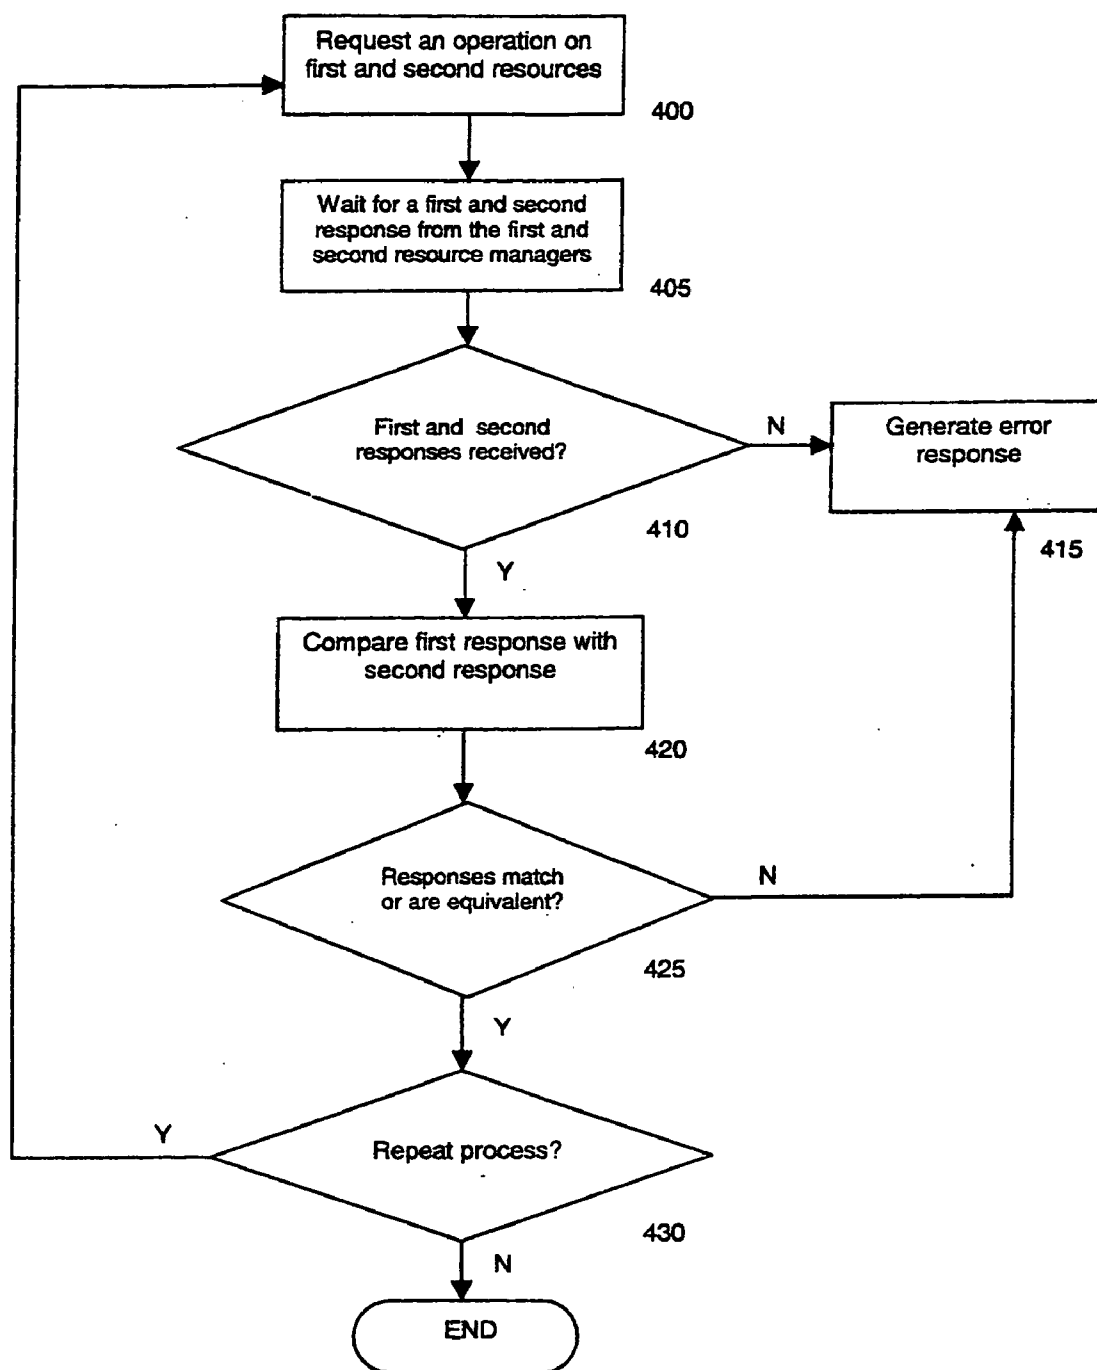 Request an operation on
first and second resources
400
Wait for a first and second
response from the first and
second resource managers
405
First and second
responses received?
N
Generate error
response
410
415
Y
Compare first response with
second response
420
Responses match
or are equivalent?
N
425
Y
Y
Repeat process?
430
N
END